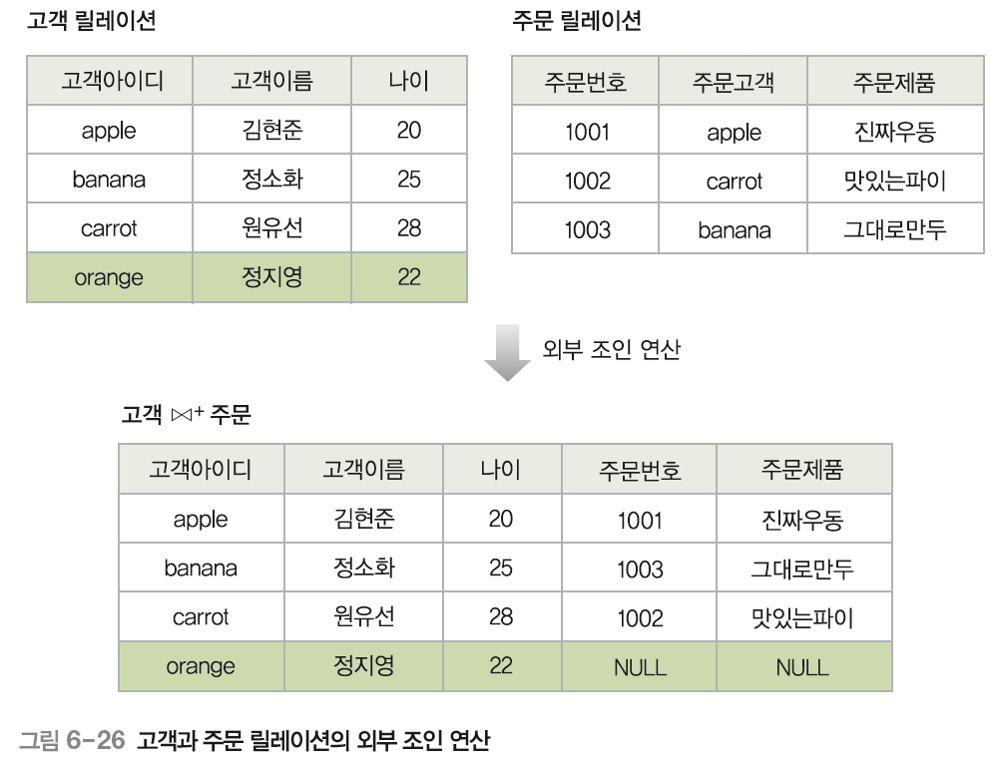 고객 릴레이션
고객아이디 고객이름 나이
apple 김현준 20
banana 정소화 25
carrot 원유선 28
orange 정지영 22
주문 릴레이션
주문번호 주문고객 주문제품
1001 apple 진짜우동
1002 carrot 맛있는파이
1003 banana 그대로만두
외부 조인 연산
고객 ⋈+ 주문
고객아이디 고객이름 나이 주문번호 주문제품
apple 김현준 20 1001 진짜우동
banana 정소화 25 1003 그대로만두
carrot 원유선 28 1002 맛있는파이
orange 정지영 22 NULL NULL
그림 6-26 고객과 주문 릴레이션의 외부 조인 연산